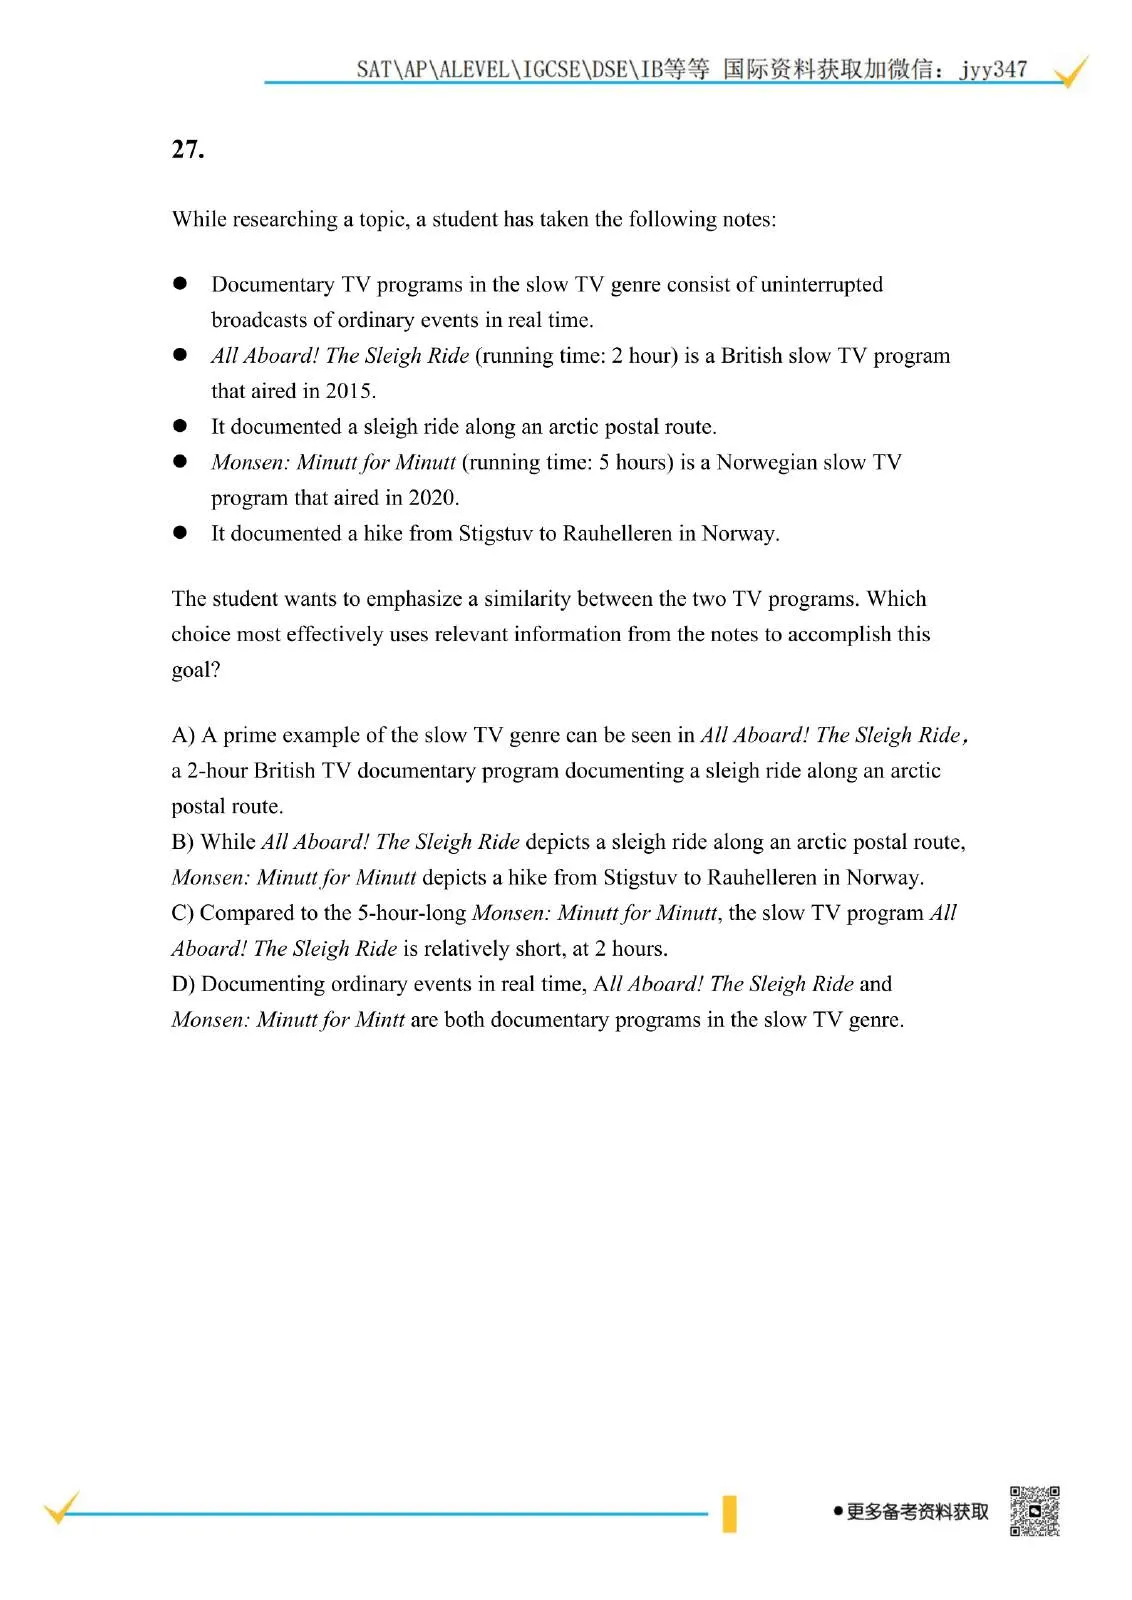 SAT\AP\ALEVEL\IGCSE\DSE\IB等等 国际资料获取加微信：jyy347
27.
While researching a topic, a student has taken the following notes:
● Documentary TV programs in the slow TV genre consist of uninterrupted
broadcasts of ordinary events in real time.
● All Aboard! The Sleigh Ride (running time: 2 hour) is a British slow TV program
that aired in 2015.
● It documented a sleigh ride along an arctic postal route.
● Monsen: Minutt for Minutt (running time: 5 hours) is a Norwegian slow TV
program that aired in 2020.
● It documented a hike from Stigstuv to Rauhelleren in Norway.
The student wants to emphasize a similarity between the two TV programs. Which
choice most effectively uses relevant information from the notes to accomplish this
goal?
A) A prime example of the slow TV genre can be seen in All Aboard! The Sleigh Ride，
a 2-hour British TV documentary program documenting a sleigh ride along an arctic
postal route.
B) While All Aboard! The Sleigh Ride depicts a sleigh ride along an arctic postal route,
Monsen: Minutt for Minutt depicts a hike from Stigstuv to Rauhelleren in Norway.
C) Compared to the 5-hour-long Monsen: Minutt for Minutt, the slow TV program All
Aboard! The Sleigh Ride is relatively short, at 2 hours.
D) Documenting ordinary events in real time, All Aboard! The Sleigh Ride and
Monsen: Minutt for Mintt are both documentary programs in the slow TV genre.
●更多备考资料获取